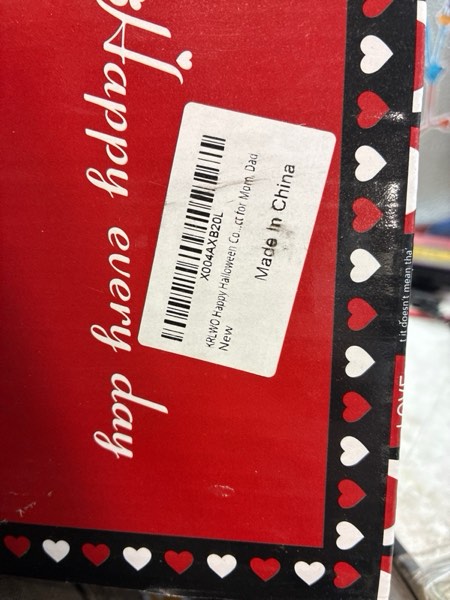 Happy every day
X004AXB20L
KRLWO Happy Halloween Co...ct for Mom, Dad
New
Made In China
t it doesn't mean tha
LOVE